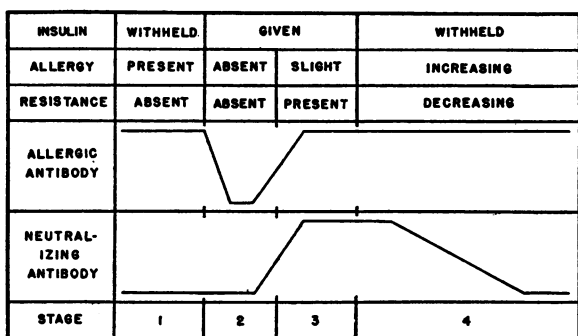 INSULIN WITHHELD GIVEN WITHHELD
ALLERGY PRESENT ABSENT SLIGHT INCREASING
RESISTANCE ABSENT ABSENT PRESENT DECREASING
ALLERGIC
ANTIBODY
NEUTRAL-
IZING
ANTIBODY
STAGE 1 2 3 4